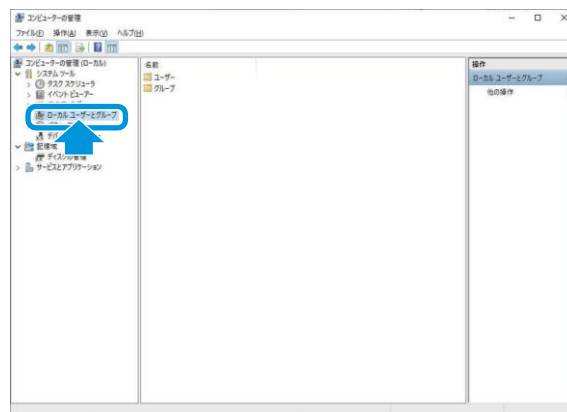 コンピューターの管理
ファイル(F) 操作(A) 表示(V) ヘルプ(H)
コンピューターの管理 (ローカル)
システム ツール
タスク スケジューラ
イベント ビューアー
ローカル ユーザーとグループ
記憶域
ディスクの管理
サービスとアプリケーション
名前
ユーザー
グループ
操作
ローカル ユーザーとグループ
他の操作